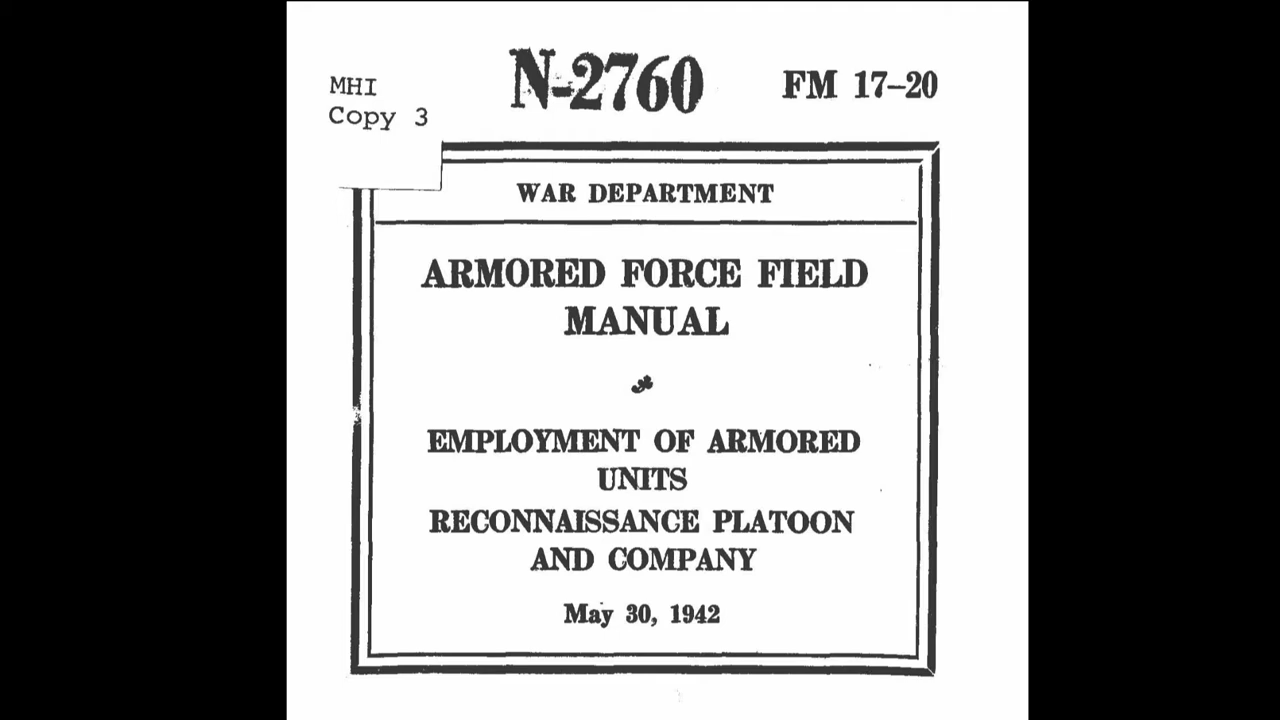 MHI
Copy 3
N-2760
FM 17-20
WAR DEPARTMENT
ARMORED FORCE FIELD
MANUAL
EMPLOYMENT OF ARMORED
UNITS
RECONNAISSANCE PLATOON
AND COMPANY
May 30, 1942